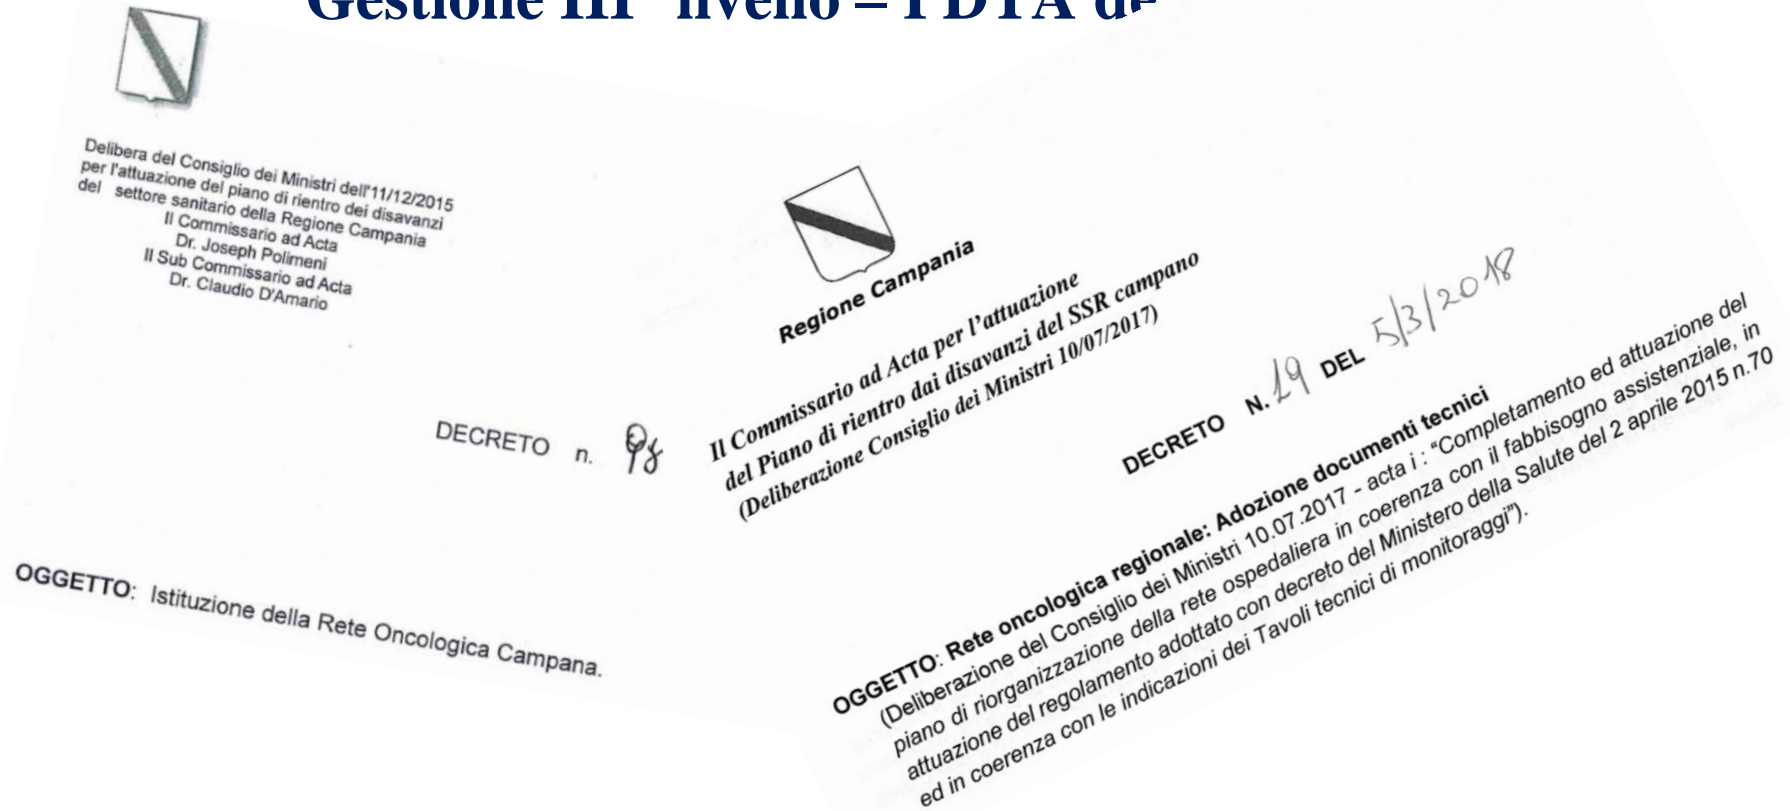 Gestione III° livello – PDTA de
Delibera del Consiglio dei Ministri dell'11/12/2015
per l'attuazione del piano di rientro dei disavanzi
del settore sanitario della Regione Campania
Il Commissario ad Acta
Dr. Joseph Polimeni
Il Sub Commissario ad Acta
Dr. Claudio D'Amario
DECRETO n. 98
OGGETTO: Istituzione della Rete Oncologica Campana.
Regione Campania
Il Commissario ad Acta per l'attuazione
del Piano di rientro dai disavanzi del SSR campano
(Deliberazione Consiglio dei Ministri 10/07/2017)
DECRETO N. 19 DEL 5/3/2018
OGGETTO: Rete oncologica regionale: Adozione documenti tecnici
(Deliberazione del Consiglio dei Ministri 10.07.2017 - acta i : "Completamento ed attuazione del
piano di riorganizzazione della rete ospedaliera in coerenza con il fabbisogno assistenziale, in
attuazione del regolamento adottato con decreto del Ministero della Salute del 2 aprile 2015 n.70
ed in coerenza con le indicazioni dei Tavoli tecnici di monitoraggi").